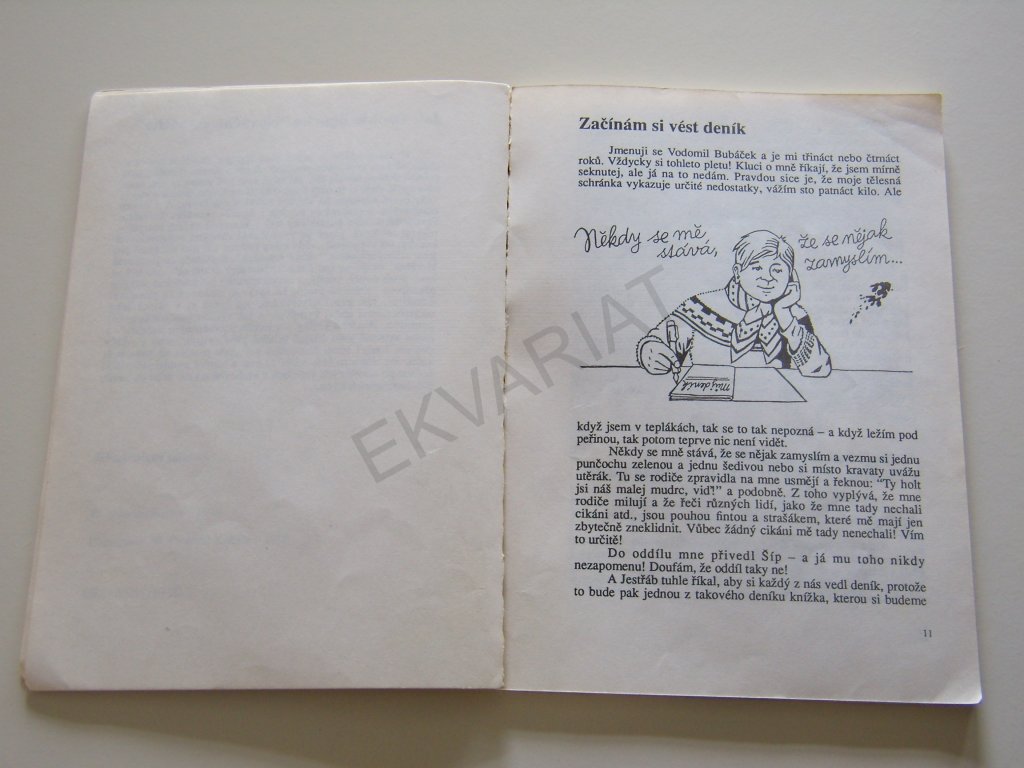 Začínám si vést deník
Jmenuji se Vodomil Bubáček a je mi třináct nebo čtrnáct
roků. Vždycky si tohleto pletu! Kluci o mně říkají, že jsem mírně
seknutej, ale já na to nedám. Pravdou sice je, že moje tělesná
schránka vykazuje určité nedostatky, vážím sto patnáct kilo. Ale
Někdy se mě stává, že se nějak zamyslím...
můj deník
EKVARIAT
když jsem v teplákách, tak se to tak nepozná – a když ležím pod
peřinou, tak potom teprve nic není vidět.
Někdy se mně stává, že se nějak zamyslím a vezmu si jednu
punčochu zelenou a jednu šedivou nebo si místo kravaty uvážu
utěrák. Tu se rodiče zpravidla na mne usmějí a řeknou: “Ty holt
jsi náš malej mudrc, viď!” a podobně. Z toho vyplývá, že mne
rodiče milují a že řeči různých lidí, jako že mne tady nechali
cikáni atd., jsou pouhou fintou a strašákem, které mě mají jen
zbytečně zneklidnit. Vůbec žádný cikáni mě tady nenechali! Vím
to určitě!
Do oddílu mne přivedl Šíp – a já mu toho nikdy
nezapomenu! Doufám, že oddíl taky ne!
A Jestřáb tuhle říkal, aby si každý z nás vedl deník, protože
to bude pak jednou z takového deníku knížka, kterou si budeme
11